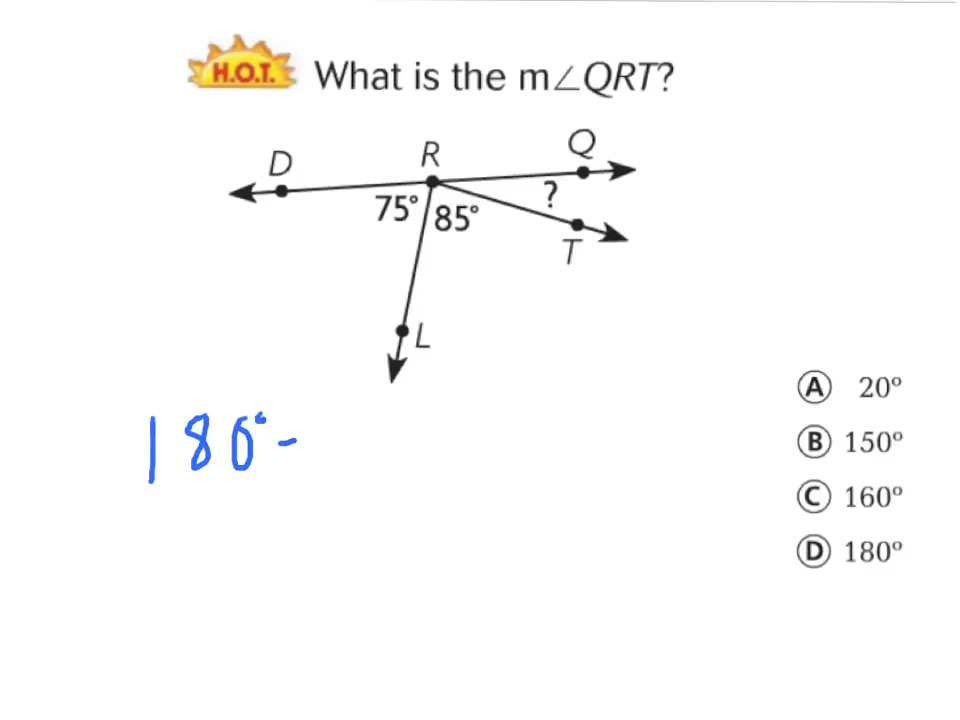 H.O.T. What is the m∠QRT?
D R Q
75° 85° ?
T
L
180° -
A 20°
B 150°
C 160°
D 180°